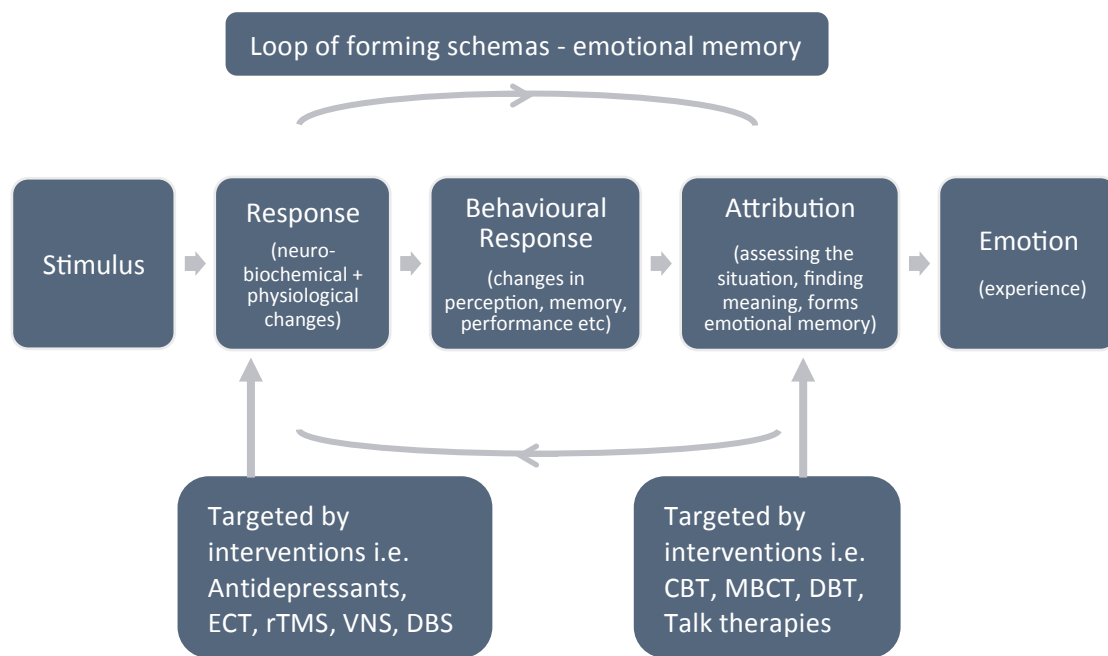 Loop of forming schemas - emotional memory
Stimulus
Response
(neuro-
biochemical +
physiological
changes)
Behavioural
Response
(changes in
perception, memory,
performance etc)
Attribution
(assessing the
situation, finding
meaning, forms
emotional memory)
Emotion
(experience)
Targeted by
interventions i.e.
Antidepressants,
ECT, rTMS, VNS, DBS
Targeted by
interventions i.e.
CBT, MBCT, DBT,
Talk therapies